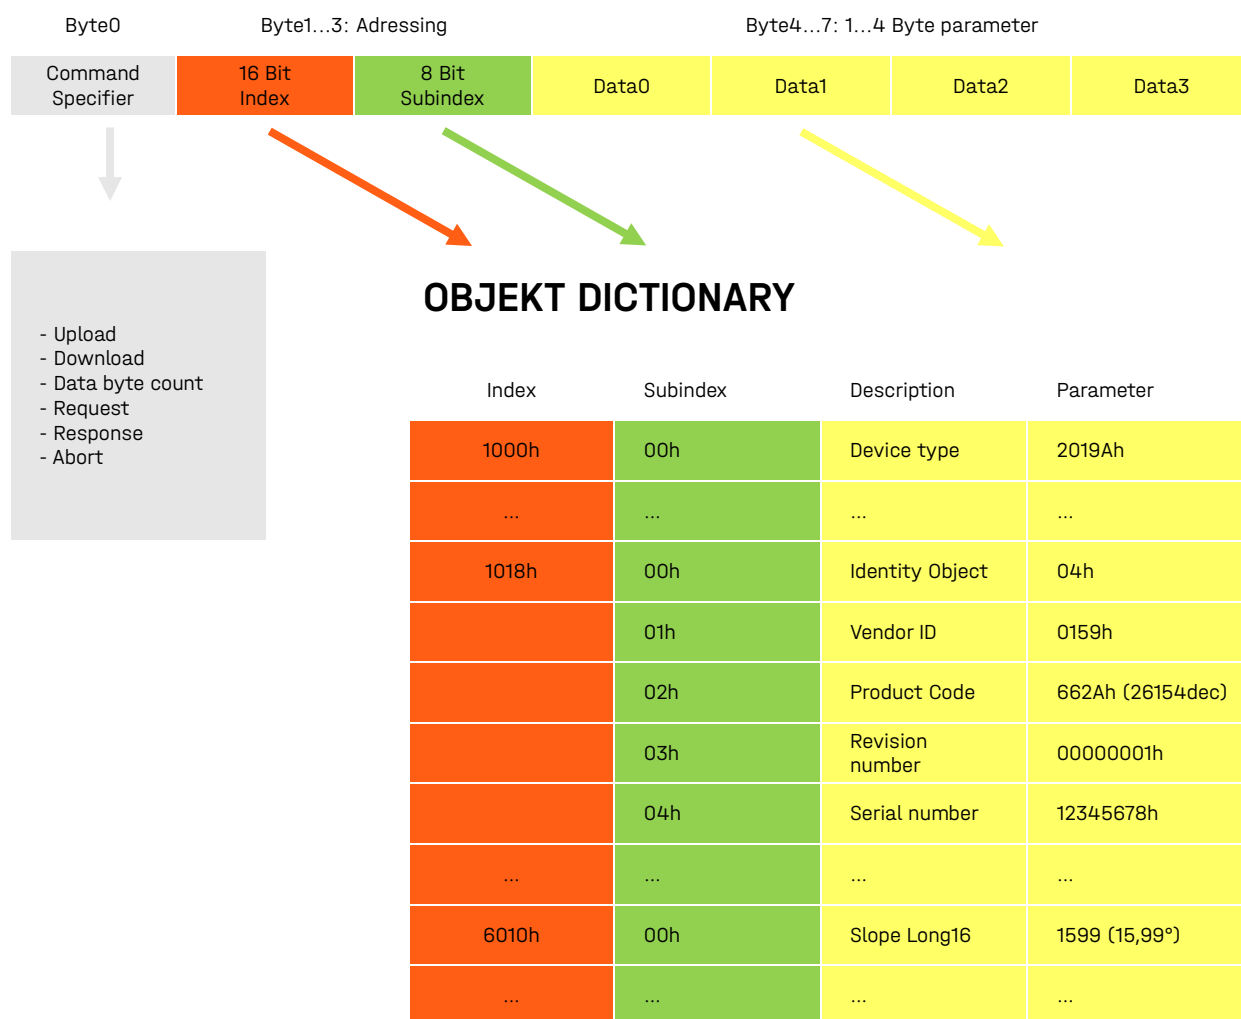 Byte0 Byte1...3: Adressing Byte4...7: 1...4 Byte parameter
Command
Specifier
16 Bit
Index
8 Bit
Subindex
Data0 Data1 Data2 Data3
OBJEKT DICTIONARY
- Upload
- Download
- Data byte count
- Request
- Response
- Abort
Index Subindex Description Parameter
1000h 00h Device type 2019Ah
... ... ... ...
1018h 00h Identity Object 04h
01h Vendor ID 0159h
02h Product Code 662Ah (26154dec)
03h Revision
number 00000001h
04h Serial number 12345678h
... ... ... ...
6010h 00h Slope Long16 1599 (15,99°)
... ... ... ...